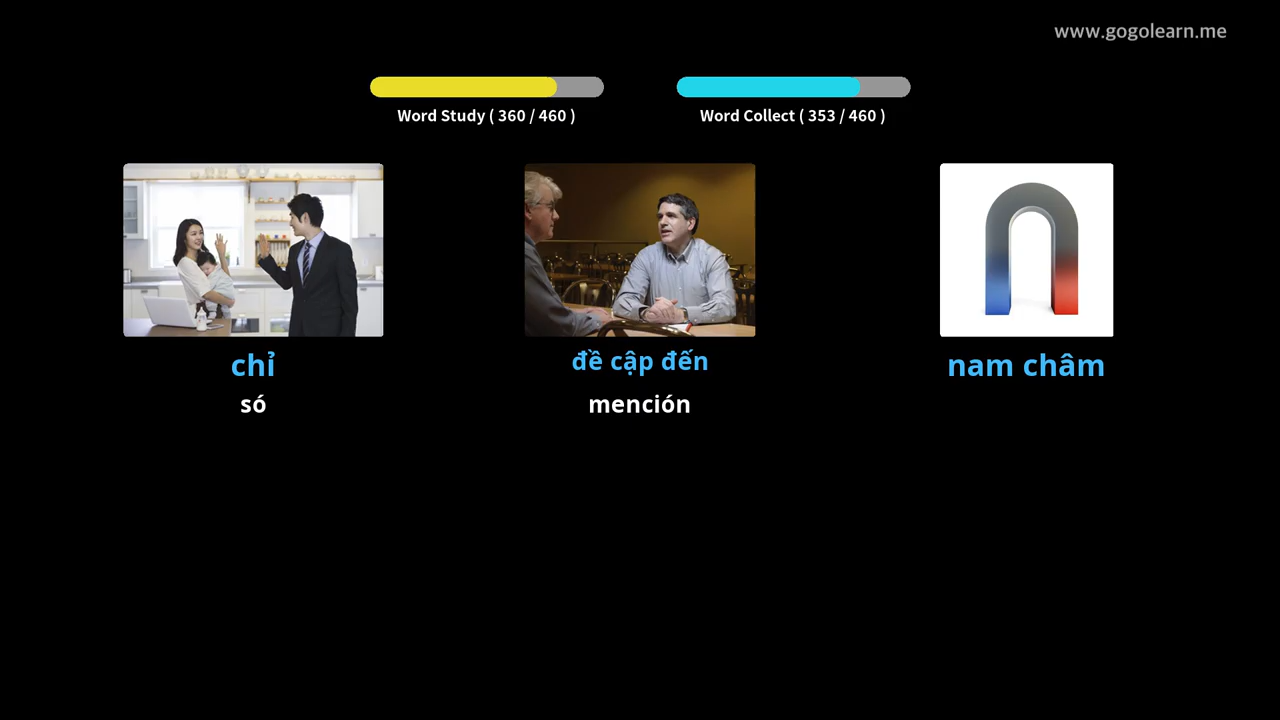 www.gogolearn.me
Word Study ( 360 / 460 )
Word Collect ( 353 / 460 )
chỉ
só
đề cập đến
mención
nam châm